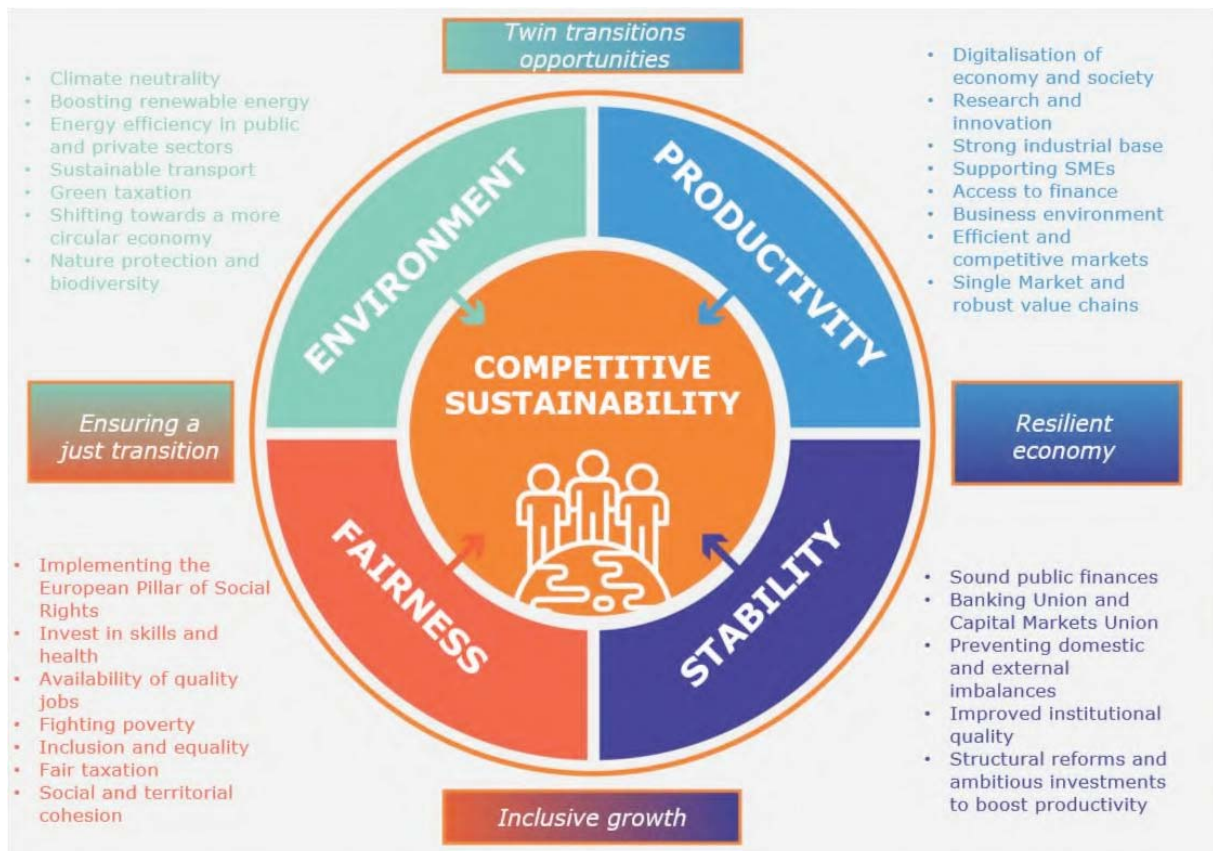 Twin transitions
opportunities
• Climate neutrality
• Boosting renewable energy
• Energy efficiency in public
and private sectors
• Sustainable transport
• Green taxation
• Shifting towards a more
circular economy
• Nature protection and
biodiversity
• Digitalisation of
economy and society
• Research and
innovation
• Strong industrial base
• Supporting SMEs
• Access to finance
• Business environment
• Efficient and
competitive markets
• Single Market and
robust value chains
ENVIRONMENT
PRODUCTIVITY
COMPETITIVE
SUSTAINABILITY
Ensuring a
just transition
Resilient
economy
FAIRNESS
STABILITY
• Implementing the
European Pillar of Social
Rights
• Invest in skills and
health
• Availability of quality
jobs
• Fighting poverty
• Inclusion and equality
• Fair taxation
• Social and territorial
cohesion
• Sound public finances
• Banking Union and
Capital Markets Union
• Preventing domestic
and external
imbalances
• Improved institutional
quality
• Structural reforms and
ambitious investments
to boost productivity
Inclusive growth